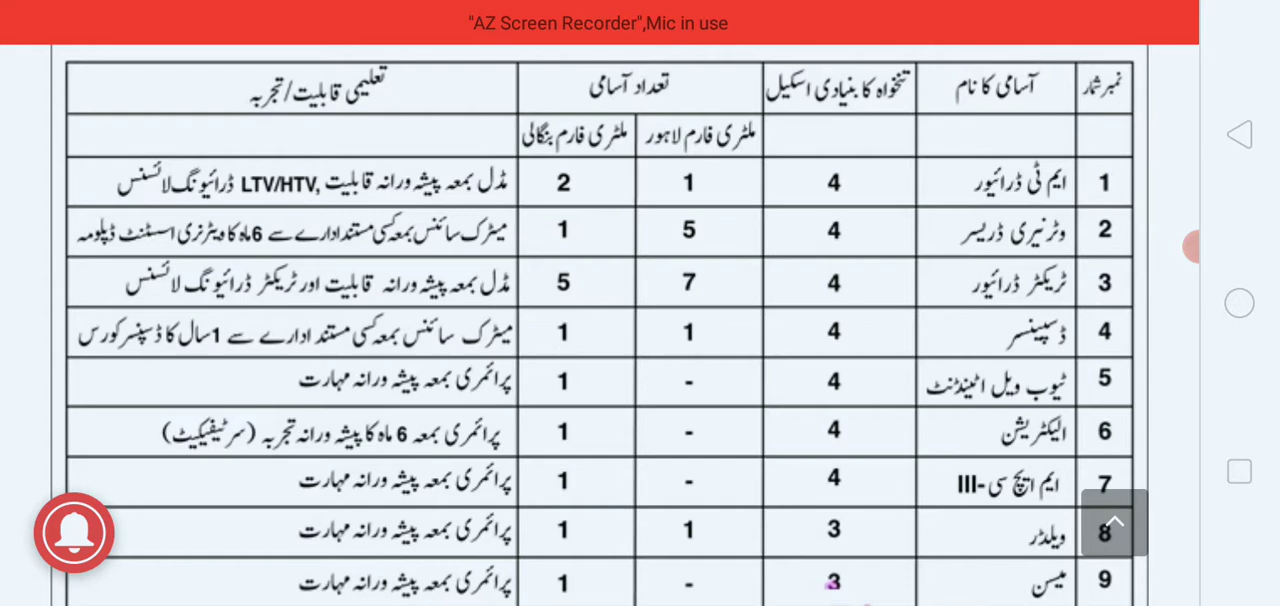 "AZ Screen Recorder",Mic in use
نمبر شمار آسامی کا نام تنخواہ کا بنیادی اسکیل تعداد آسامی تعلیمی قابلیت/تجربہ
ملٹری فارم لاہور ملٹری فارم بنگالی
1 ایم ٹی ڈرائیور 4 1 2 مڈل بمعہ پیشہ ورانہ قابلیت ,LTV/HTV ڈرائیونگ لائسنس
2 وٹرنیری ڈریسر 4 5 1 میٹرک سائنس بمعہ کسی مستند ادارے سے 6 ماہ کا ویٹرنری اسسٹنٹ ڈپلومہ
3 ٹریکٹر ڈرائیور 4 7 5 مڈل بمعہ پیشہ ورانہ قابلیت اور ٹریکٹر ڈرائیونگ لائسنس
4 ڈسپینسر 4 1 1 میٹرک سائنس بمعہ کسی مستند ادارے سے 1 سال کا ڈسپنسر کورس
5 ٹیوب ویل اٹینڈنٹ 4 - 1 پرائمری بمعہ پیشہ ورانہ مہارت
6 الیکٹریشن 4 - 1 پرائمری بمعہ 6 ماہ کا پیشہ ورانہ تجربہ (سرٹیفیکیٹ)
7 ایم ایچ سی -III 4 - 1 پرائمری بمعہ پیشہ ورانہ مہارت
8 ویلڈر 3 1 1 پرائمری بمعہ پیشہ ورانہ مہارت
9 میسن 3 - 1 پرائمری بمعہ پیشہ ورانہ مہارت